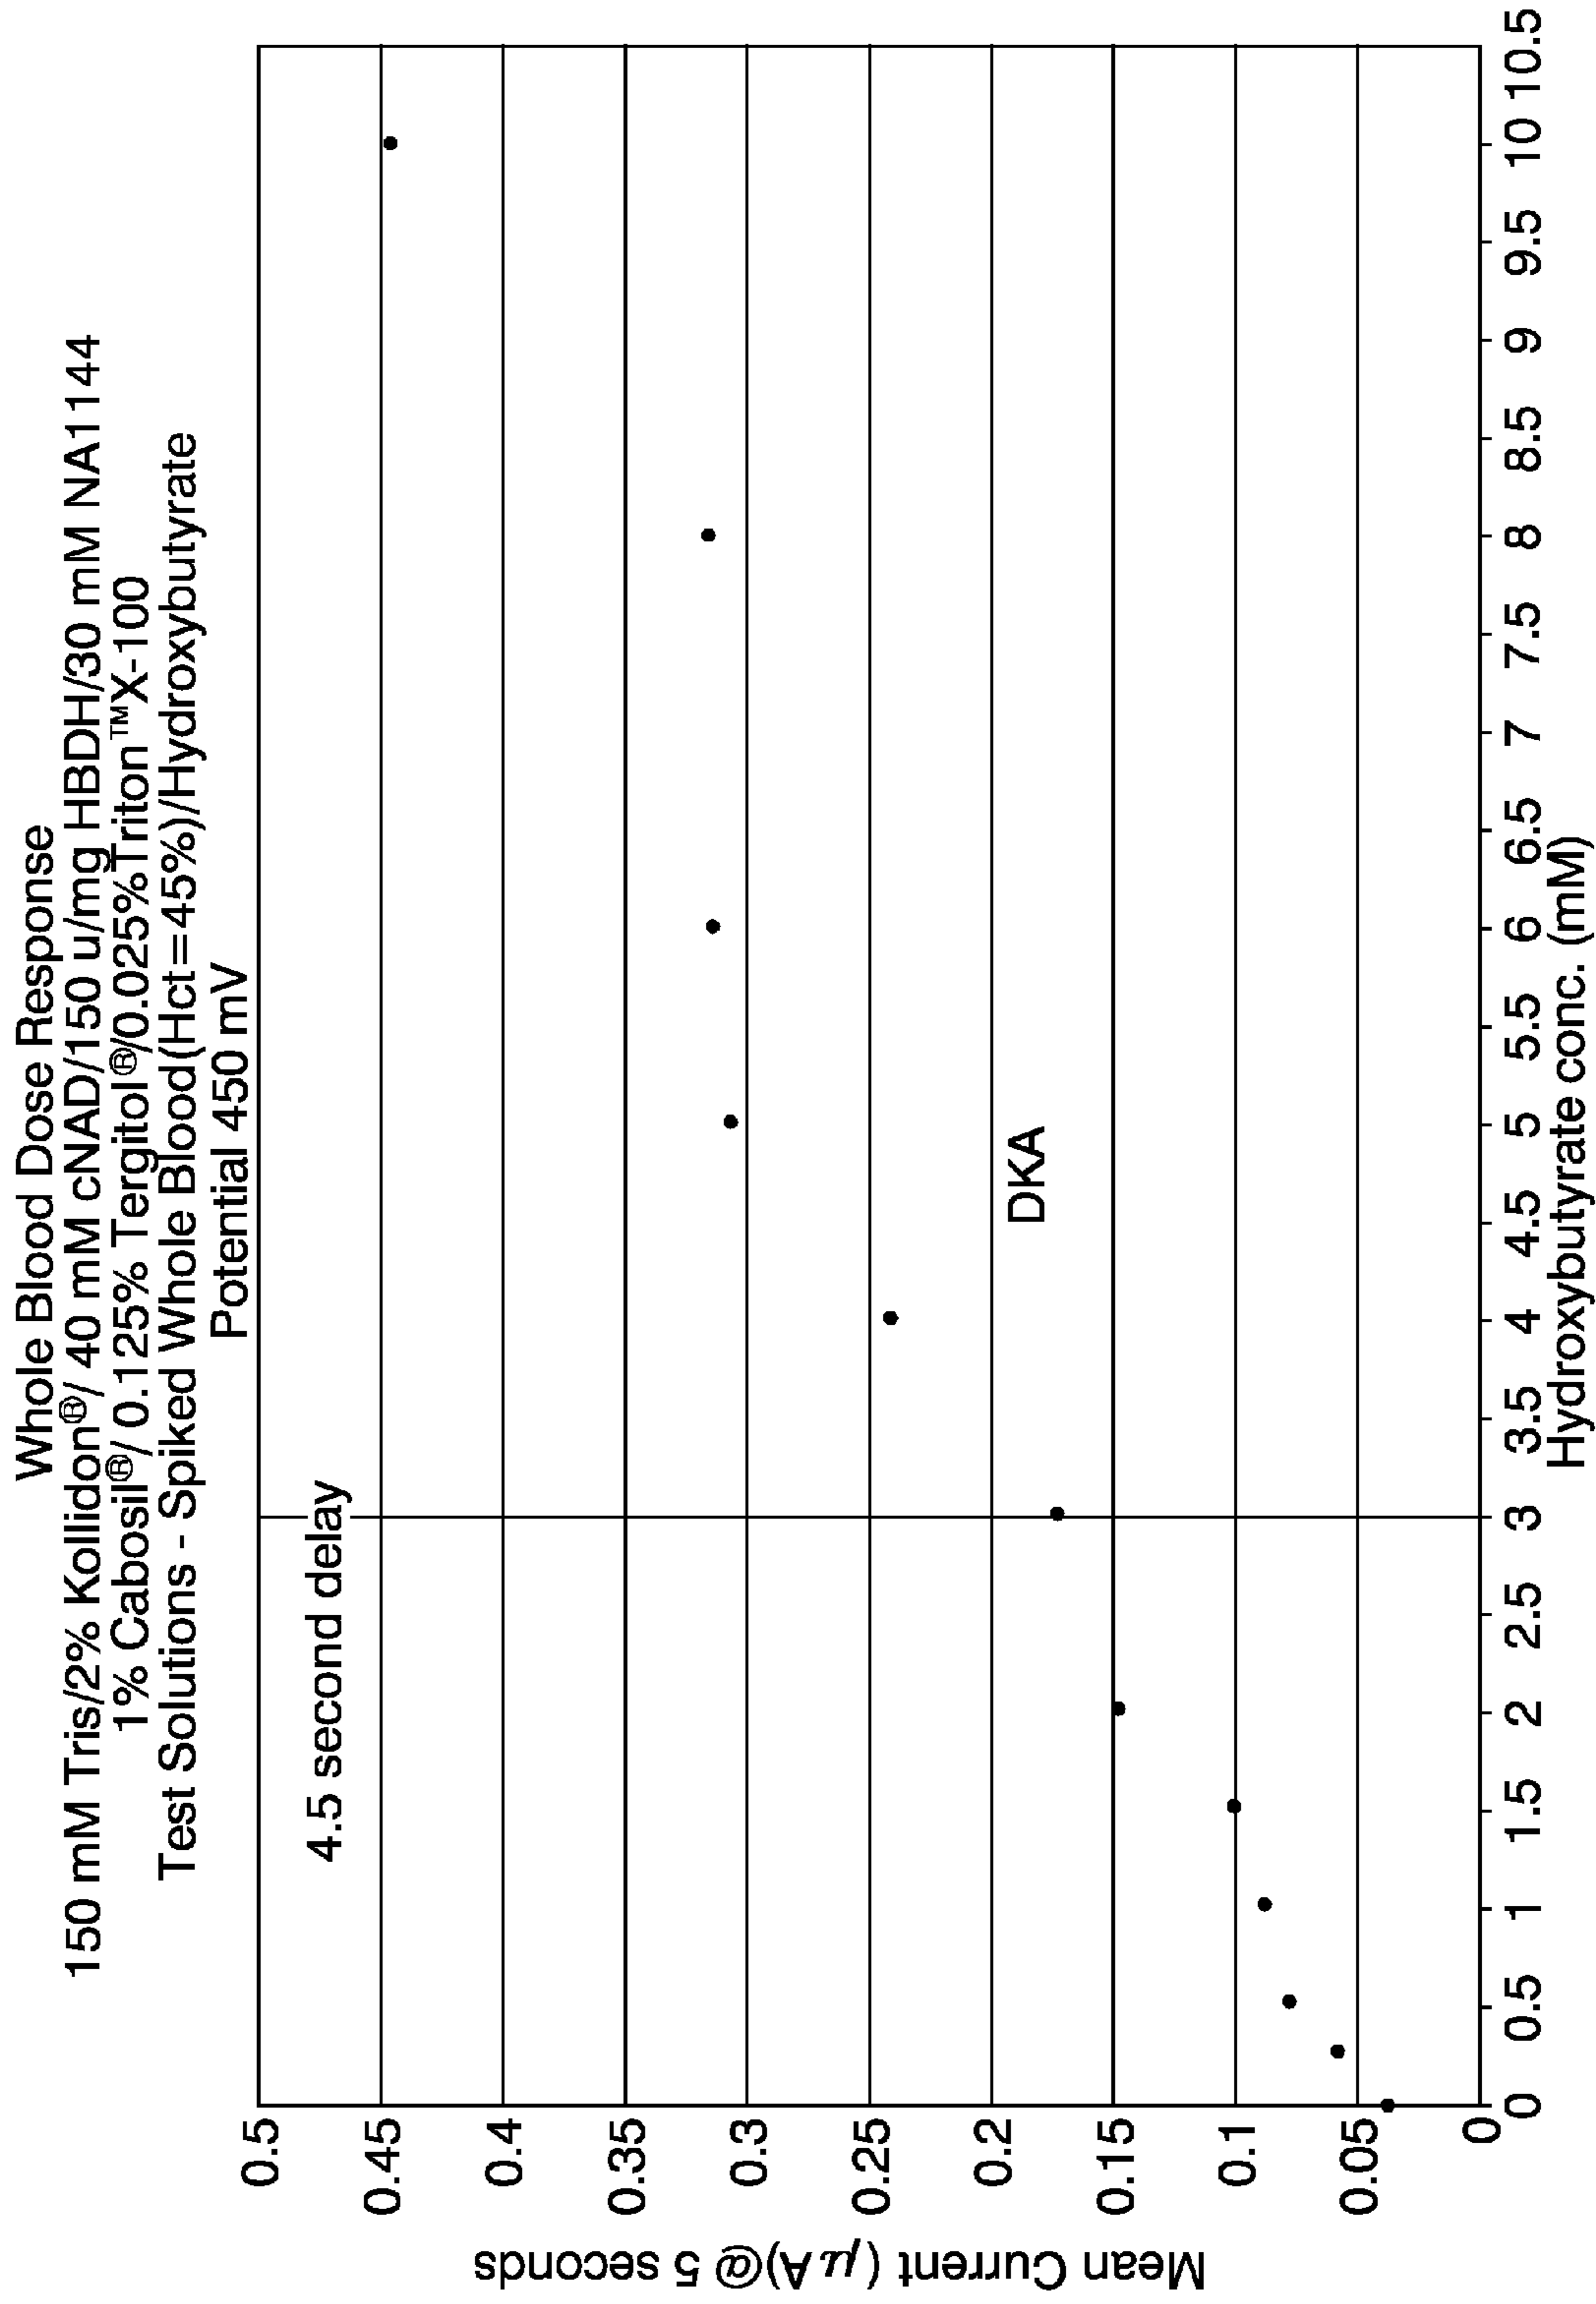 Whole Blood Dose Response
150 mM Tris/2% Kollidon®/ 40 mM cNAD/150 u/mg HBDH/30 mM NA1144
1% Cabosil®/ 0.125% Tergitol®/0.025%Triton™X-100
Test Solutions - Spiked Whole Blood(Hct=45%)/Hydroxybutyrate
Potential 450 mV
4.5 second delay
DKA
Mean Current (μA)@ 5 seconds
0.5
0.45
0.4
0.35
0.3
0.25
0.2
0.15
0.1
0.05
0
0 0.5 1 1.5 2 2.5 3 3.5 4 4.5 5 5.5 6 6.5 7 7.5 8 8.5 9 9.5 10 10.5
Hydroxybutyrate conc. (mM)